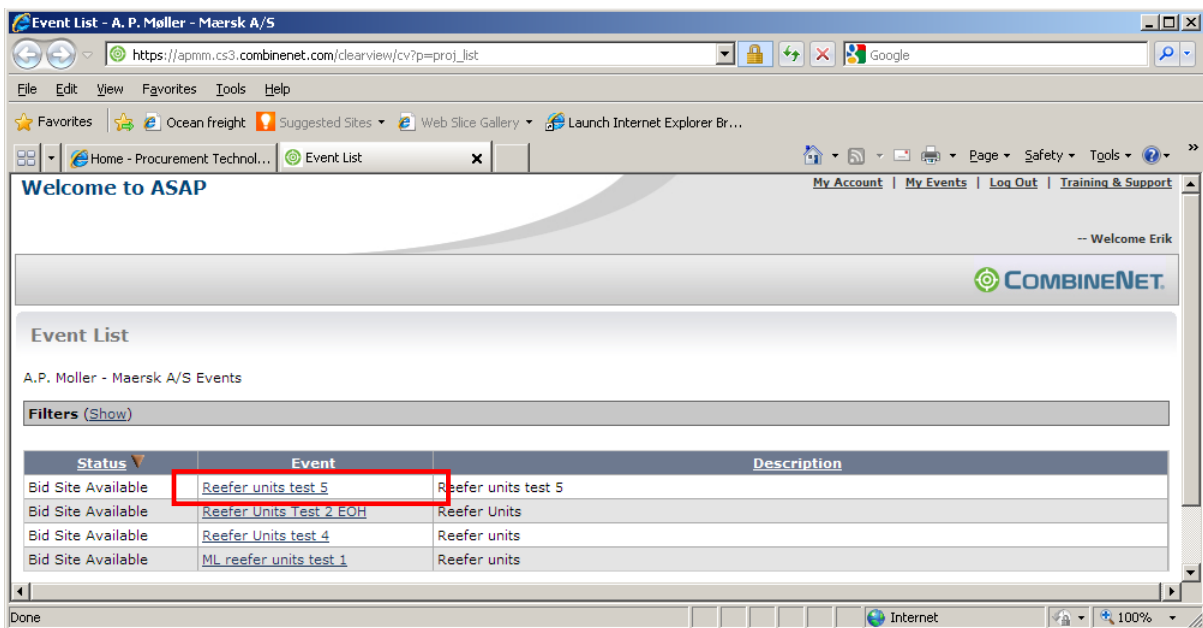 Event List - A. P. Møller - Mærsk A/S
https://apmm.cs3.combinenet.com/clearview/cv?p=proj_list
Google
File Edit View Favorites Tools Help
Favorites Ocean freight Suggested Sites Web Slice Gallery Launch Internet Explorer Br...
Home - Procurement Technol... Event List Page Safety Tools
Welcome to ASAP
My Account | My Events | Log Out | Training & Support
-- Welcome Erik
COMBINENET
Event List
A.P. Moller - Maersk A/S Events
Filters (Show)
Status Event Description
Bid Site Available Reefer units test 5 Reefer units test 5
Bid Site Available Reefer Units Test 2 EOH Reefer Units
Bid Site Available Reefer Units test 4 Reefer units
Bid Site Available ML reefer units test 1 Reefer units
Done Internet 100%